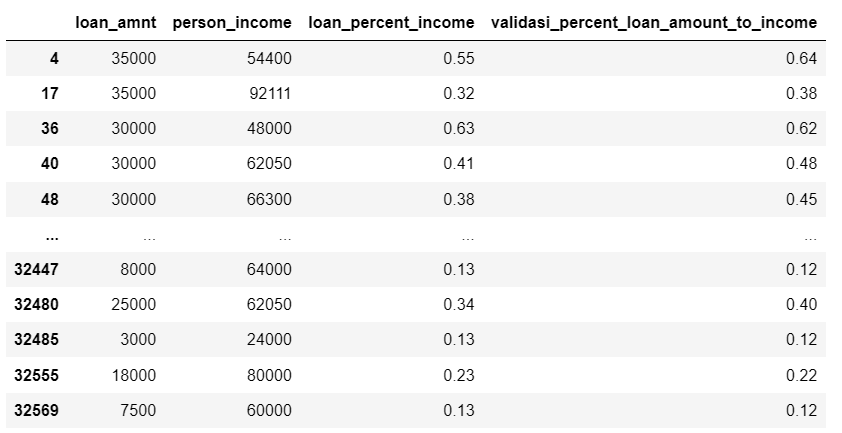 loan_amnt person_income loan_percent_income validasi_percent_loan_amount_to_income
4 35000 54400 0.55 0.64
17 35000 92111 0.32 0.38
36 30000 48000 0.63 0.62
40 30000 62050 0.41 0.48
48 30000 66300 0.38 0.45
... ... ... ... ...
32447 8000 64000 0.13 0.12
32480 25000 62050 0.34 0.40
32485 3000 24000 0.13 0.12
32555 18000 80000 0.23 0.22
32569 7500 60000 0.13 0.12